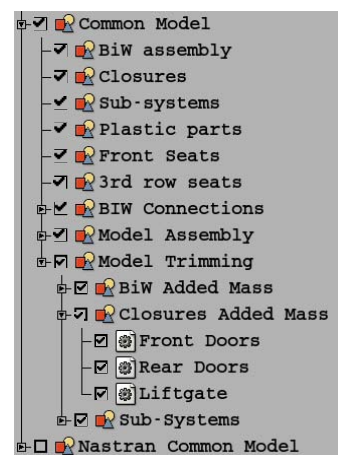 Common Model
BiW assembly
Closures
Sub-systems
Plastic parts
Front Seats
3rd row seats
BIW Connections
Model Assembly
Model Trimming
BiW Added Mass
Closures Added Mass
Front Doors
Rear Doors
Liftgate
Sub-Systems
Nastran Common Model